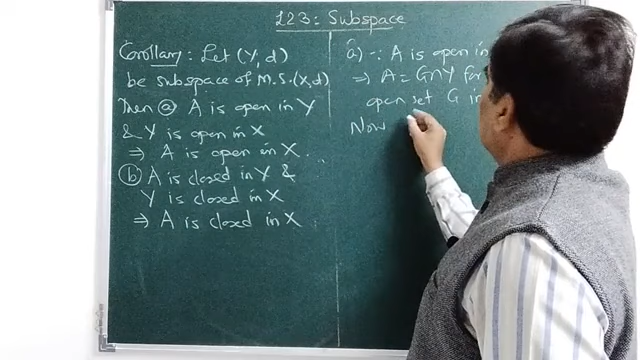 123: Subspace
Corollary: Let (Y, d)
be subspace of M.S. (X, d)
Then ⓐ A is open in Y
& Y is open in X
⇒ A is open in X
ⓑ A is closed in Y &
Y is closed in X
⇒ A is closed in X
a) ∵ A is open in
⇒ A = G∩Y for
open set G in
Now